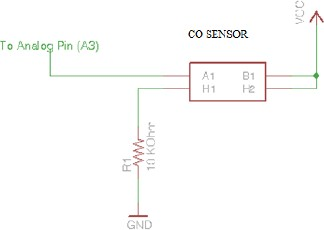 VCC
CO SENSOR
To Analog Pin (A3)
A1 B1
H1 H2
R1
10 KOhm
GND